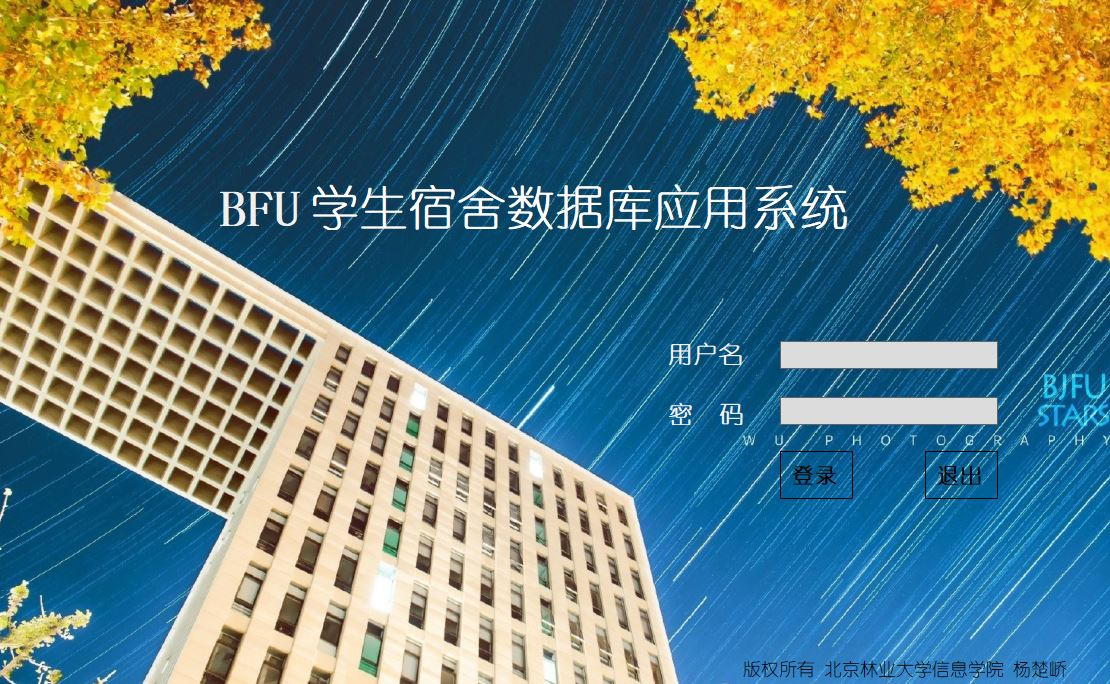 BFU 学生宿舍数据库应用系统
用户名
BJFU
STARS
密 码
WU PHOTOGRAPHY
登录 退出
版权所有 北京林业大学信息学院 杨楚峤